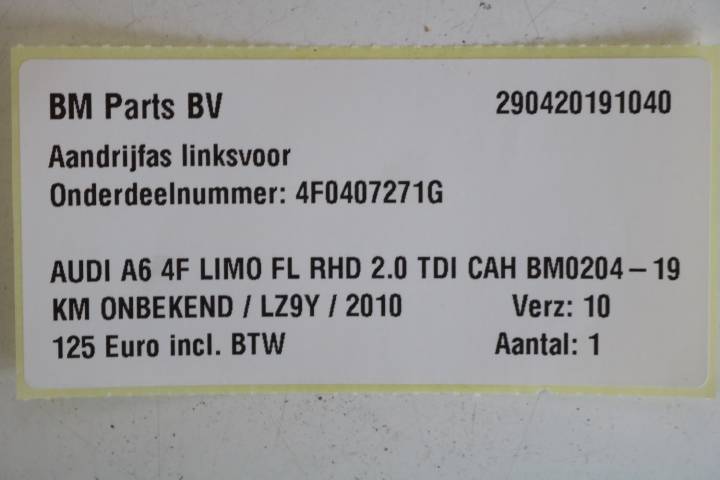 BM Parts BV 290420191040
Aandrijfas linksvoor
Onderdeelnummer: 4F0407271G
AUDI A6 4F LIMO FL RHD 2.0 TDI CAH BM0204-19
KM ONBEKEND / LZ9Y / 2010 Verz: 10
125 Euro incl. BTW Aantal: 1